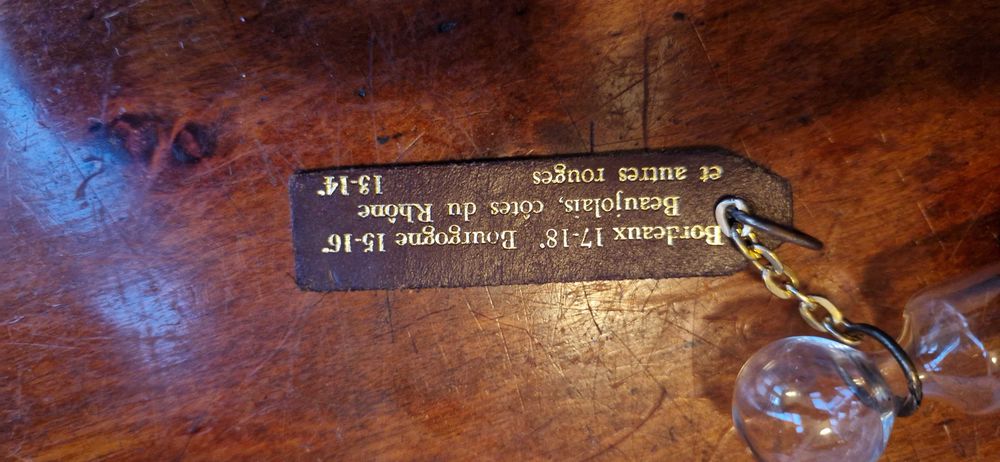 Bordeaux 17-18° Bourgogne 15-16°
Beaujolais, côtes du Rhône
et autres rouges 13-14°